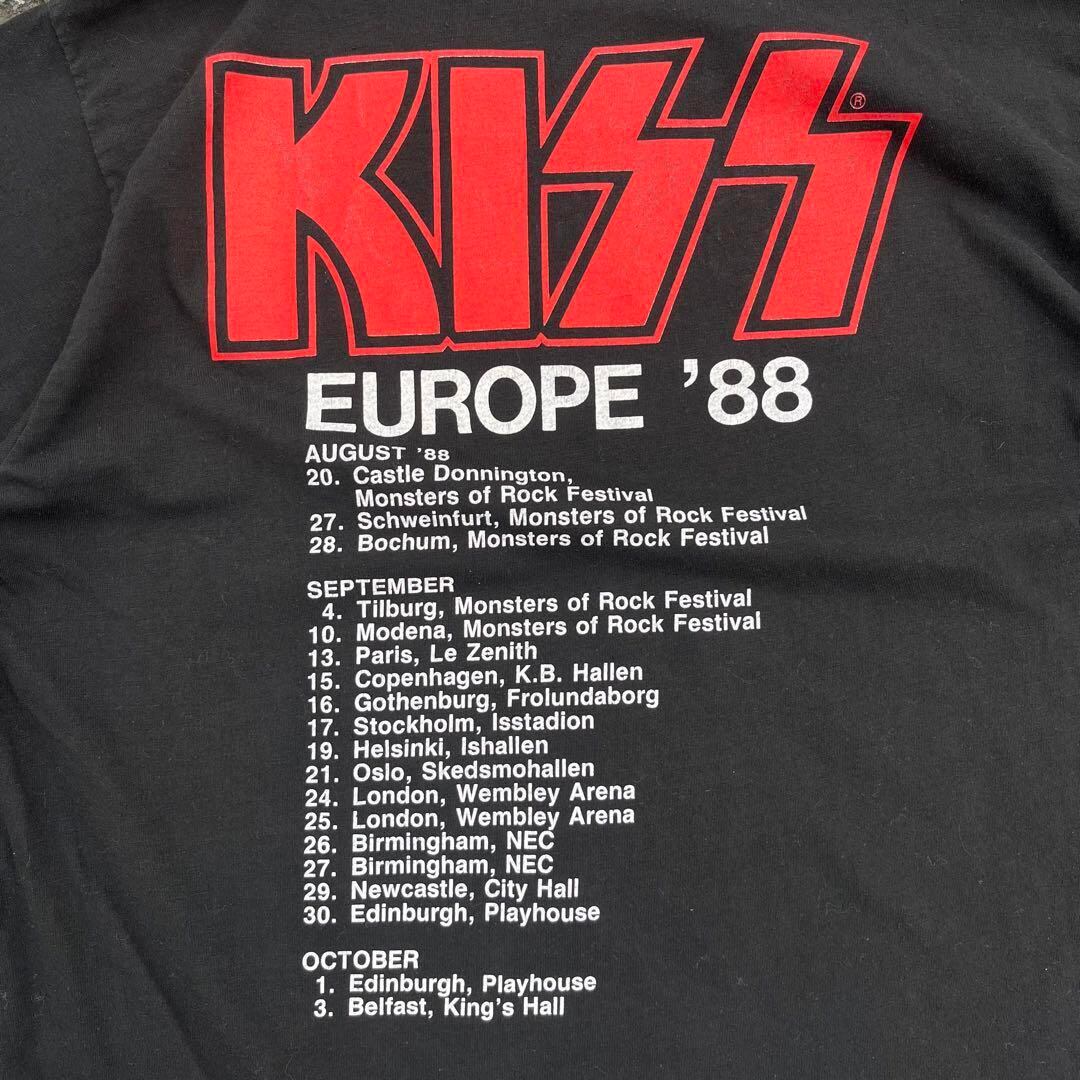 KISS®
EUROPE ’88
AUGUST ’88
20. Castle Donnington,
Monsters of Rock Festival
27. Schweinfurt, Monsters of Rock Festival
28. Bochum, Monsters of Rock Festival
SEPTEMBER
4. Tilburg, Monsters of Rock Festival
10. Modena, Monsters of Rock Festival
13. Paris, Le Zenith
15. Copenhagen, K.B. Hallen
16. Gothenburg, Frolundaborg
17. Stockholm, Isstadion
19. Helsinki, Ishallen
21. Oslo, Skedsmohallen
24. London, Wembley Arena
25. London, Wembley Arena
26. Birmingham, NEC
27. Birmingham, NEC
29. Newcastle, City Hall
30. Edinburgh, Playhouse
OCTOBER
1. Edinburgh, Playhouse
3. Belfast, King's Hall